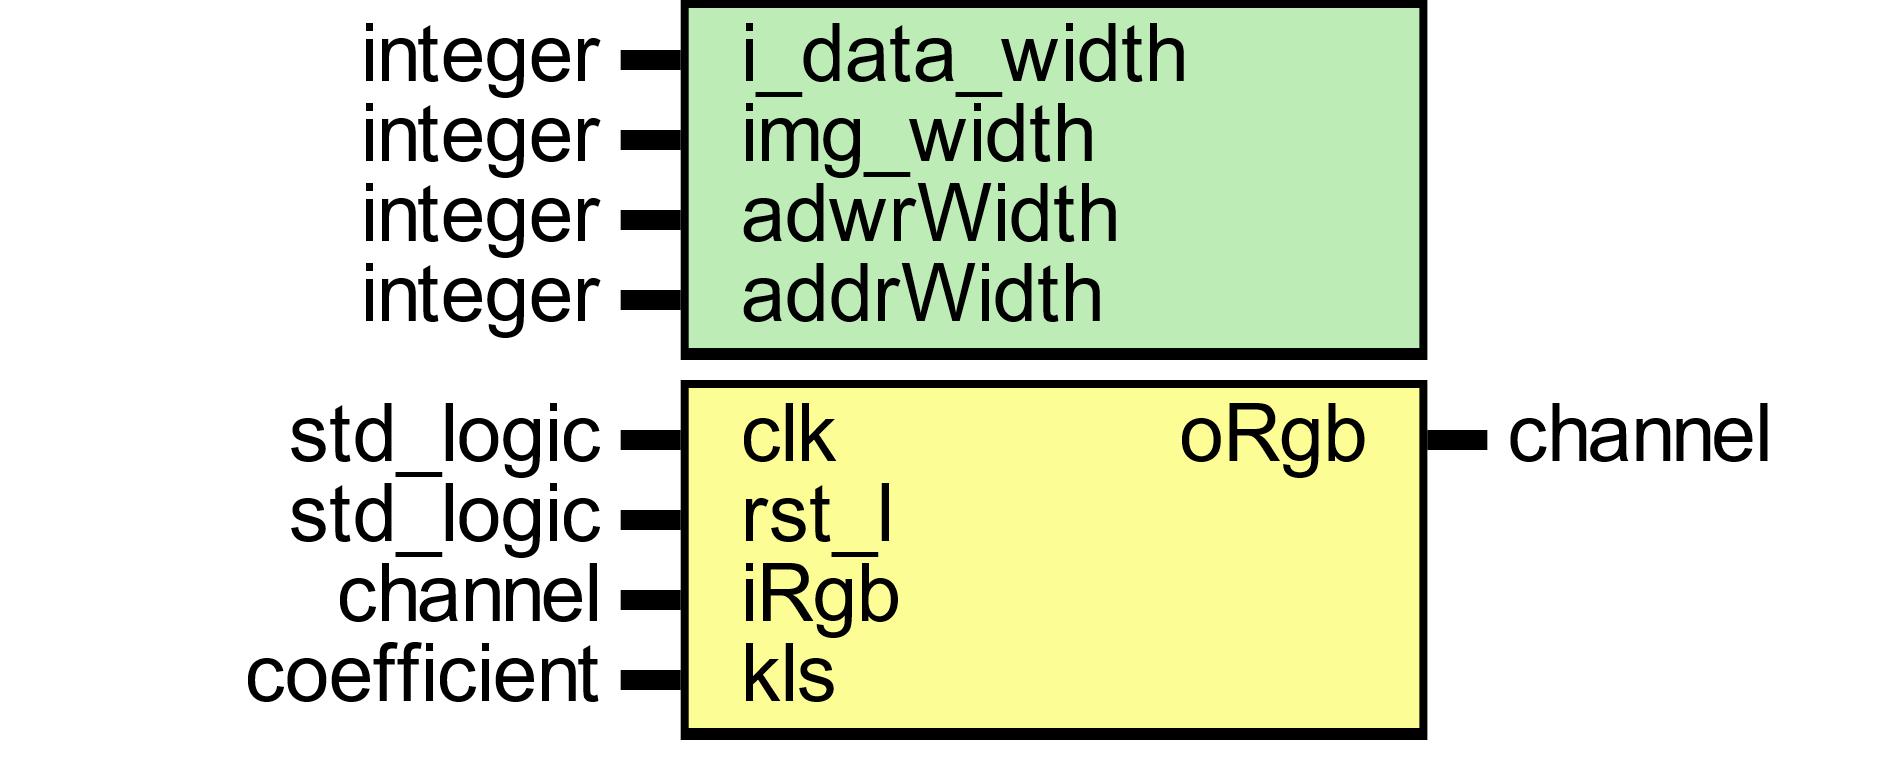 integer i_data_width
integer img_width
integer adwrWidth
integer addrWidth
std_logic clk oRgb channel
std_logic rst_l
channel iRgb
coefficient kls